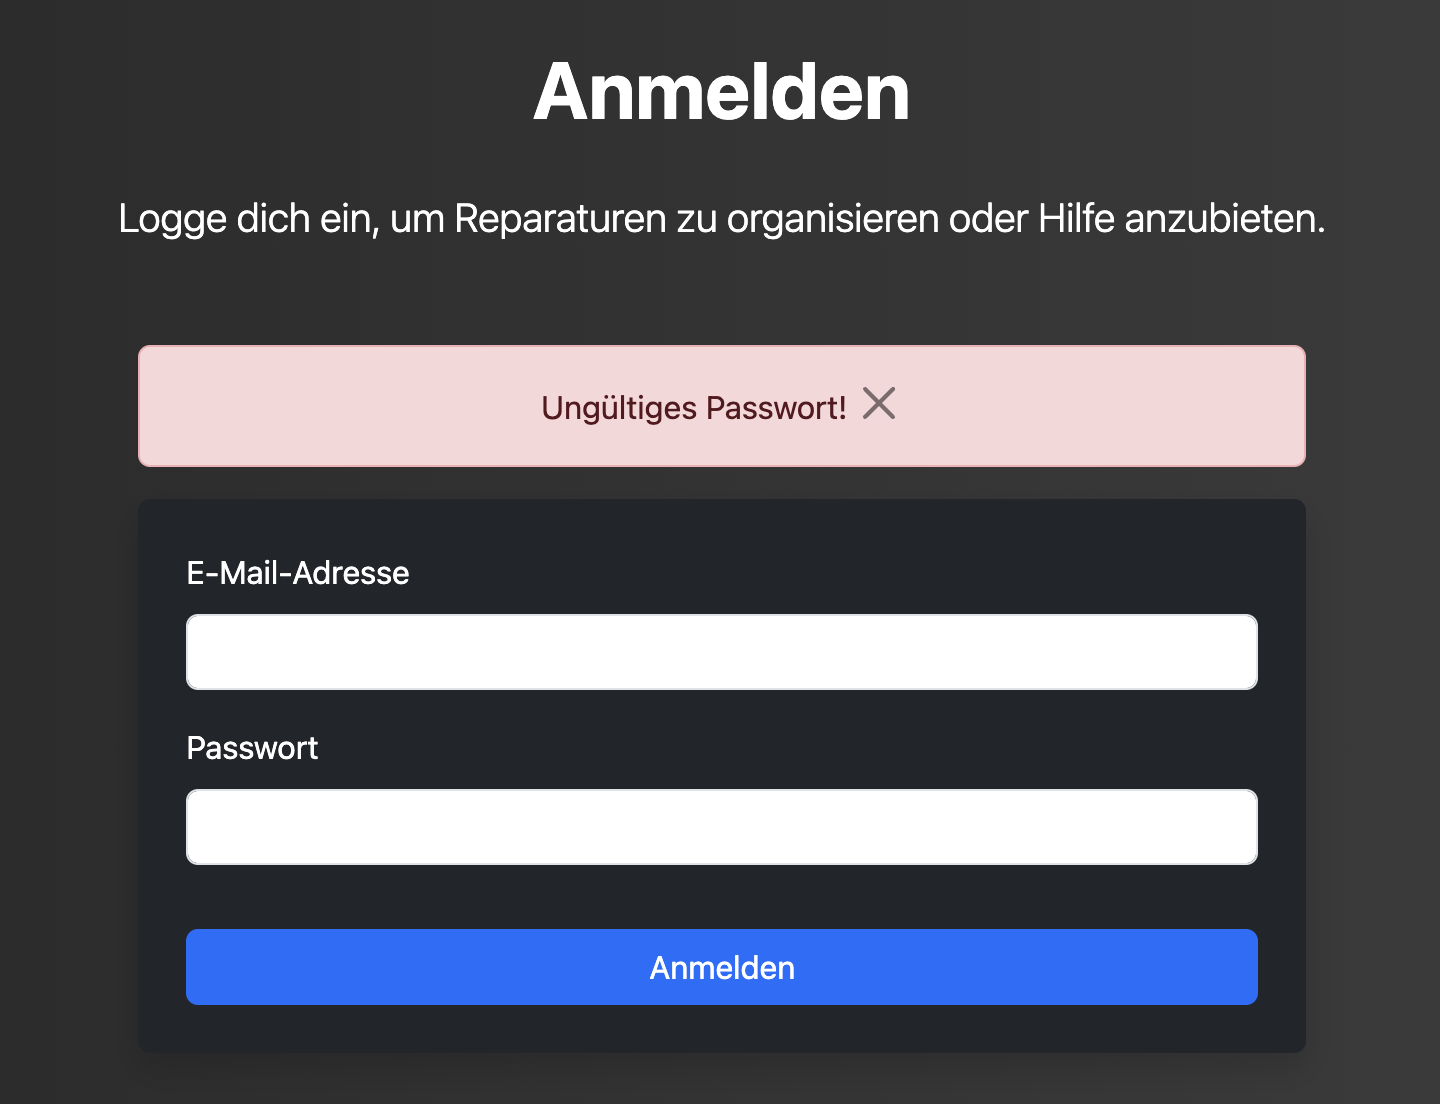 Anmelden
Logge dich ein, um Reparaturen zu organisieren oder Hilfe anzubieten.
Ungültiges Passwort!
E-Mail-Adresse
Passwort
Anmelden